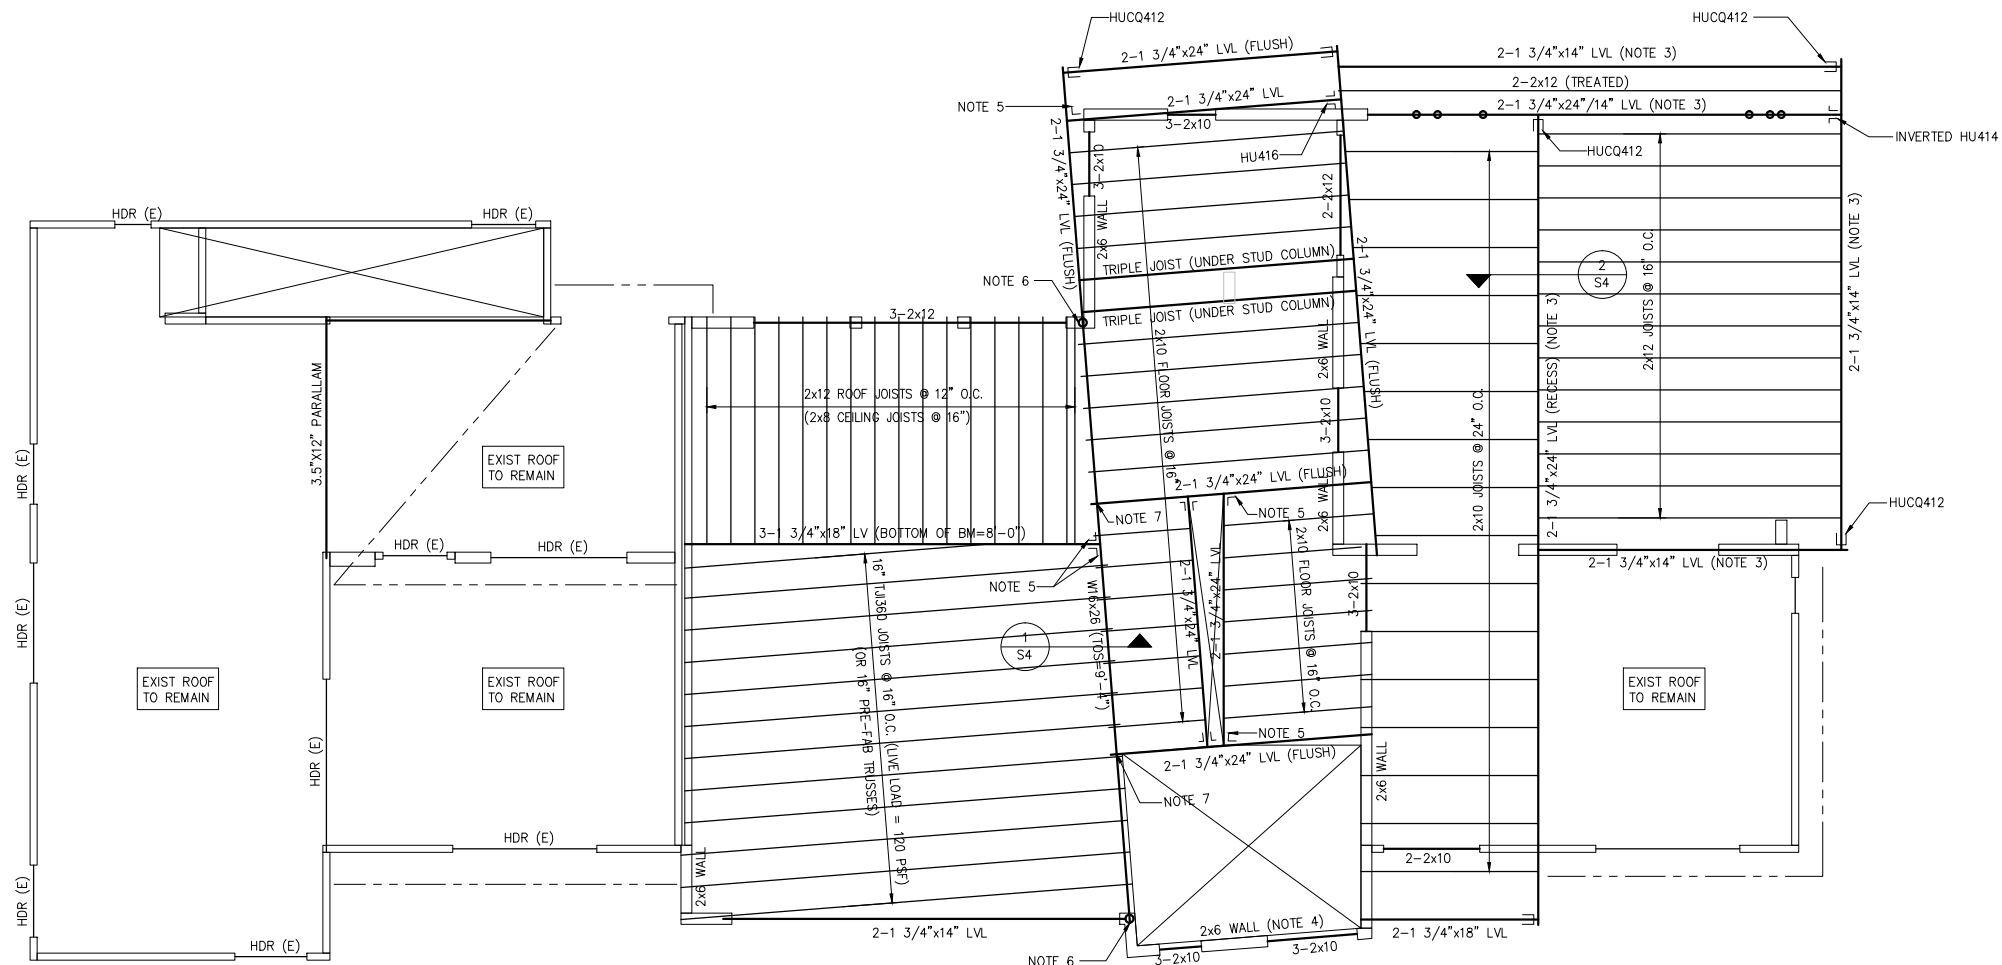 HUCQ412
HUCQ412
2-1 3/4"x24" LVL (FLUSH)
2-1 3/4"x14" LVL (NOTE 3)
2-2x12 (TREATED)
NOTE 5
2-1 3/4"x24" LVL
2-1 3/4"x24"/14" LVL (NOTE 3)
3-2x10
INVERTED HU414
HUCQ412
HU416
2-1 3/4"x24" LVL (FLUSH)
3-2x10
2x6 WALL
2-2x12
2-1 3/4"x14" LVL (NOTE 3)
HDR (E)
HDR (E)
TRIPLE JOIST (UNDER STUD COLUMN)
2-1 3/4"x24" LVL (FLUSH)
2x12 JOISTS @ 16" O.C.
2
S4
NOTE 6
TRIPLE JOIST (UNDER STUD COLUMN)
3-2x12
2x10 FLOOR JOISTS @ 16"
2x6 WALL
2-1 3/4"x24" LVL (RECESS) (NOTE 3)
3.5"X12" PARALLAM
2x12 ROOF JOISTS @ 12" O.C.
(2x8 CEILING JOISTS @ 16")
3-2x10
2x10 JOISTS @ 24" O.C.
EXIST ROOF
TO REMAIN
HDR (E)
2-1 3/4"x24" LVL (FLUSH)
2x6 WALL
NOTE 7
NOTE 5
HUCQ412
3-1 3/4"x18" LV (BOTTOM OF BM=8'-0")
HDR (E)
HDR (E)
2-1 3/4"x14" LVL (NOTE 3)
NOTE 5
16" TJI360 JOISTS @ 16" O.C. (LIVE LOAD = 120 PSF)
(OR 16" PRE-FAB TRUSSES)
W16x26 (TOS=9'-4")
2-1 3/4"x24" LVL
2-1 3/4"x24" LVL
2x10 FLOOR JOISTS @ 16" O.C.
3-2x10
HDR (E)
1
S4
EXIST ROOF
TO REMAIN
EXIST ROOF
TO REMAIN
EXIST ROOF
TO REMAIN
NOTE 5
HDR (E)
2-1 3/4"x24" LVL (FLUSH)
2x6 WALL
NOTE 7
HDR (E)
2-2x10
2x6 WALL
HDR (E)
2-1 3/4"x14" LVL
2x6 WALL (NOTE 4)
2-1 3/4"x18" LVL
HDR (E)
3-2x10
3-2x10
NOTE 6